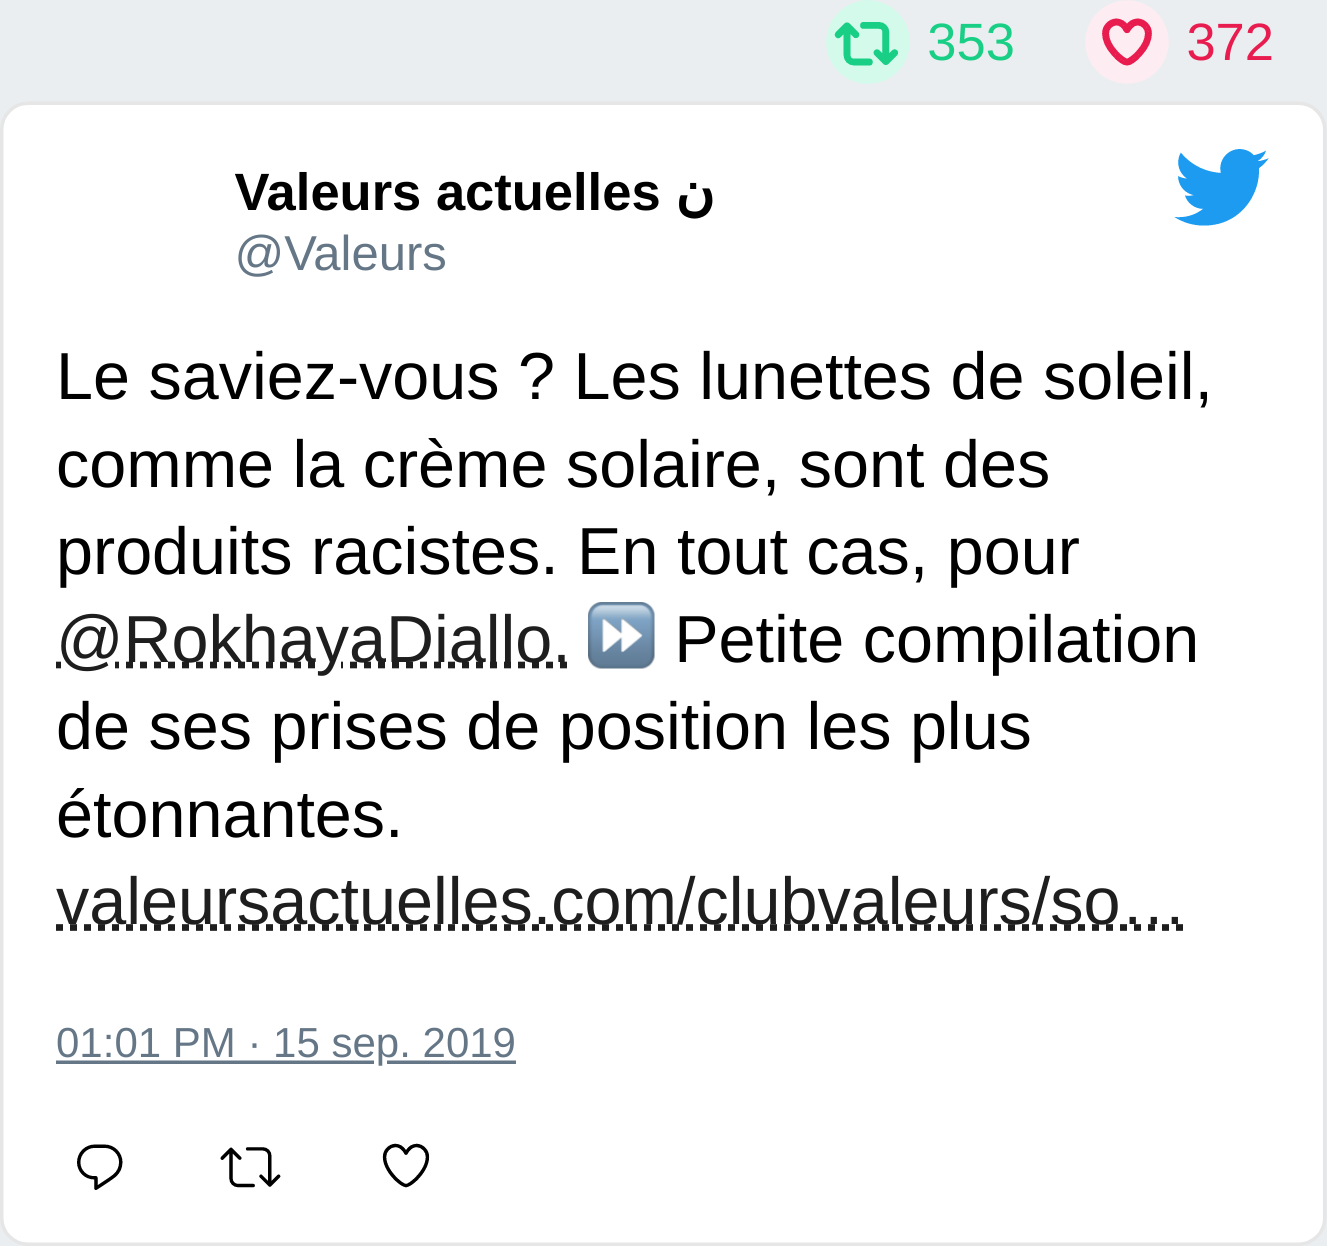 353 372
Valeurs actuelles ن
@Valeurs
Le saviez-vous ? Les lunettes de soleil,
comme la crème solaire, sont des
produits racistes. En tout cas, pour
@RokhayaDiallo. ⏩ Petite compilation
de ses prises de position les plus
étonnantes.
valeursactuelles.com/clubvaleurs/so…
01:01 PM · 15 sep. 2019